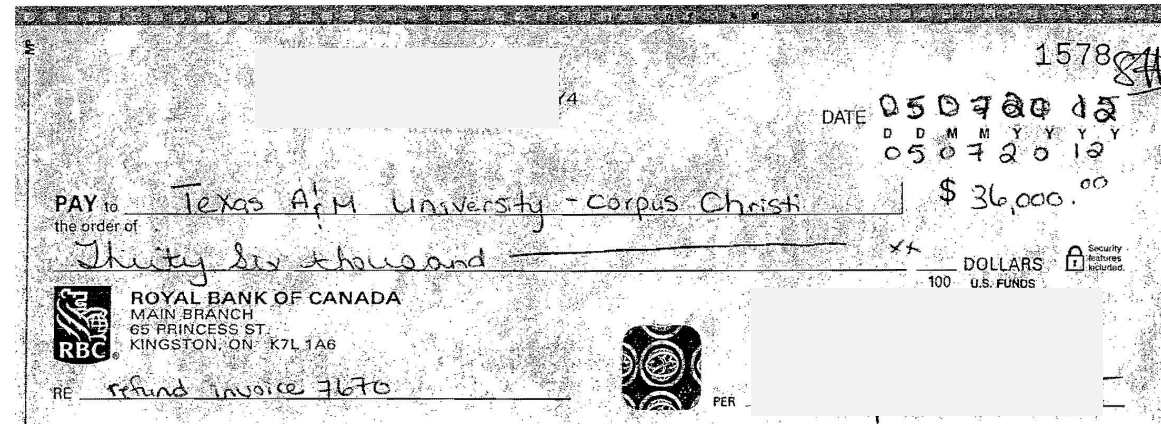 1578
Y4
DATE 05072012
D D M M Y Y Y Y
05072012
PAY to the order of Texas A&M University - Corpus Christi $ 36,000.00
Thirty Six thousand xx/100 DOLLARS
U.S. FUNDS
Security features included.
ROYAL BANK OF CANADA
MAIN BRANCH
65 PRINCESS ST.
KINGSTON, ON K7L 1A6
RBC
RE refund invoice 7670
PER